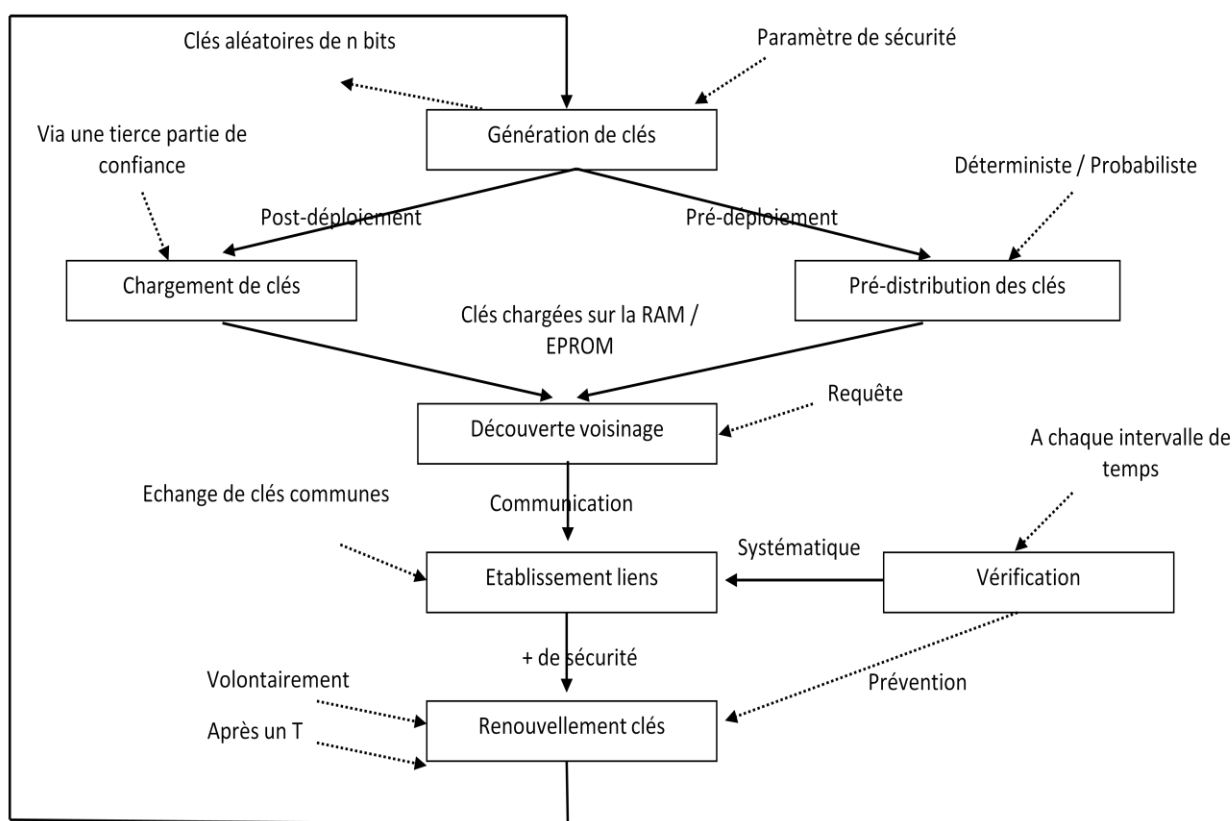 Clés aléatoires de n bits
Paramètre de sécurité
Génération de clés
Via une tierce partie de
confiance
Déterministe / Probabiliste
Post-déploiement
Pré-déploiement
Chargement de clés
Pré-distribution des clés
Clés chargées sur la RAM /
EPROM
Requête
Découverte voisinage
A chaque intervalle de
temps
Echange de clés communes
Communication
Systématique
Etablissement liens
Vérification
+ de sécurité
Volontairement
Prévention
Après un T
Renouvellement clés